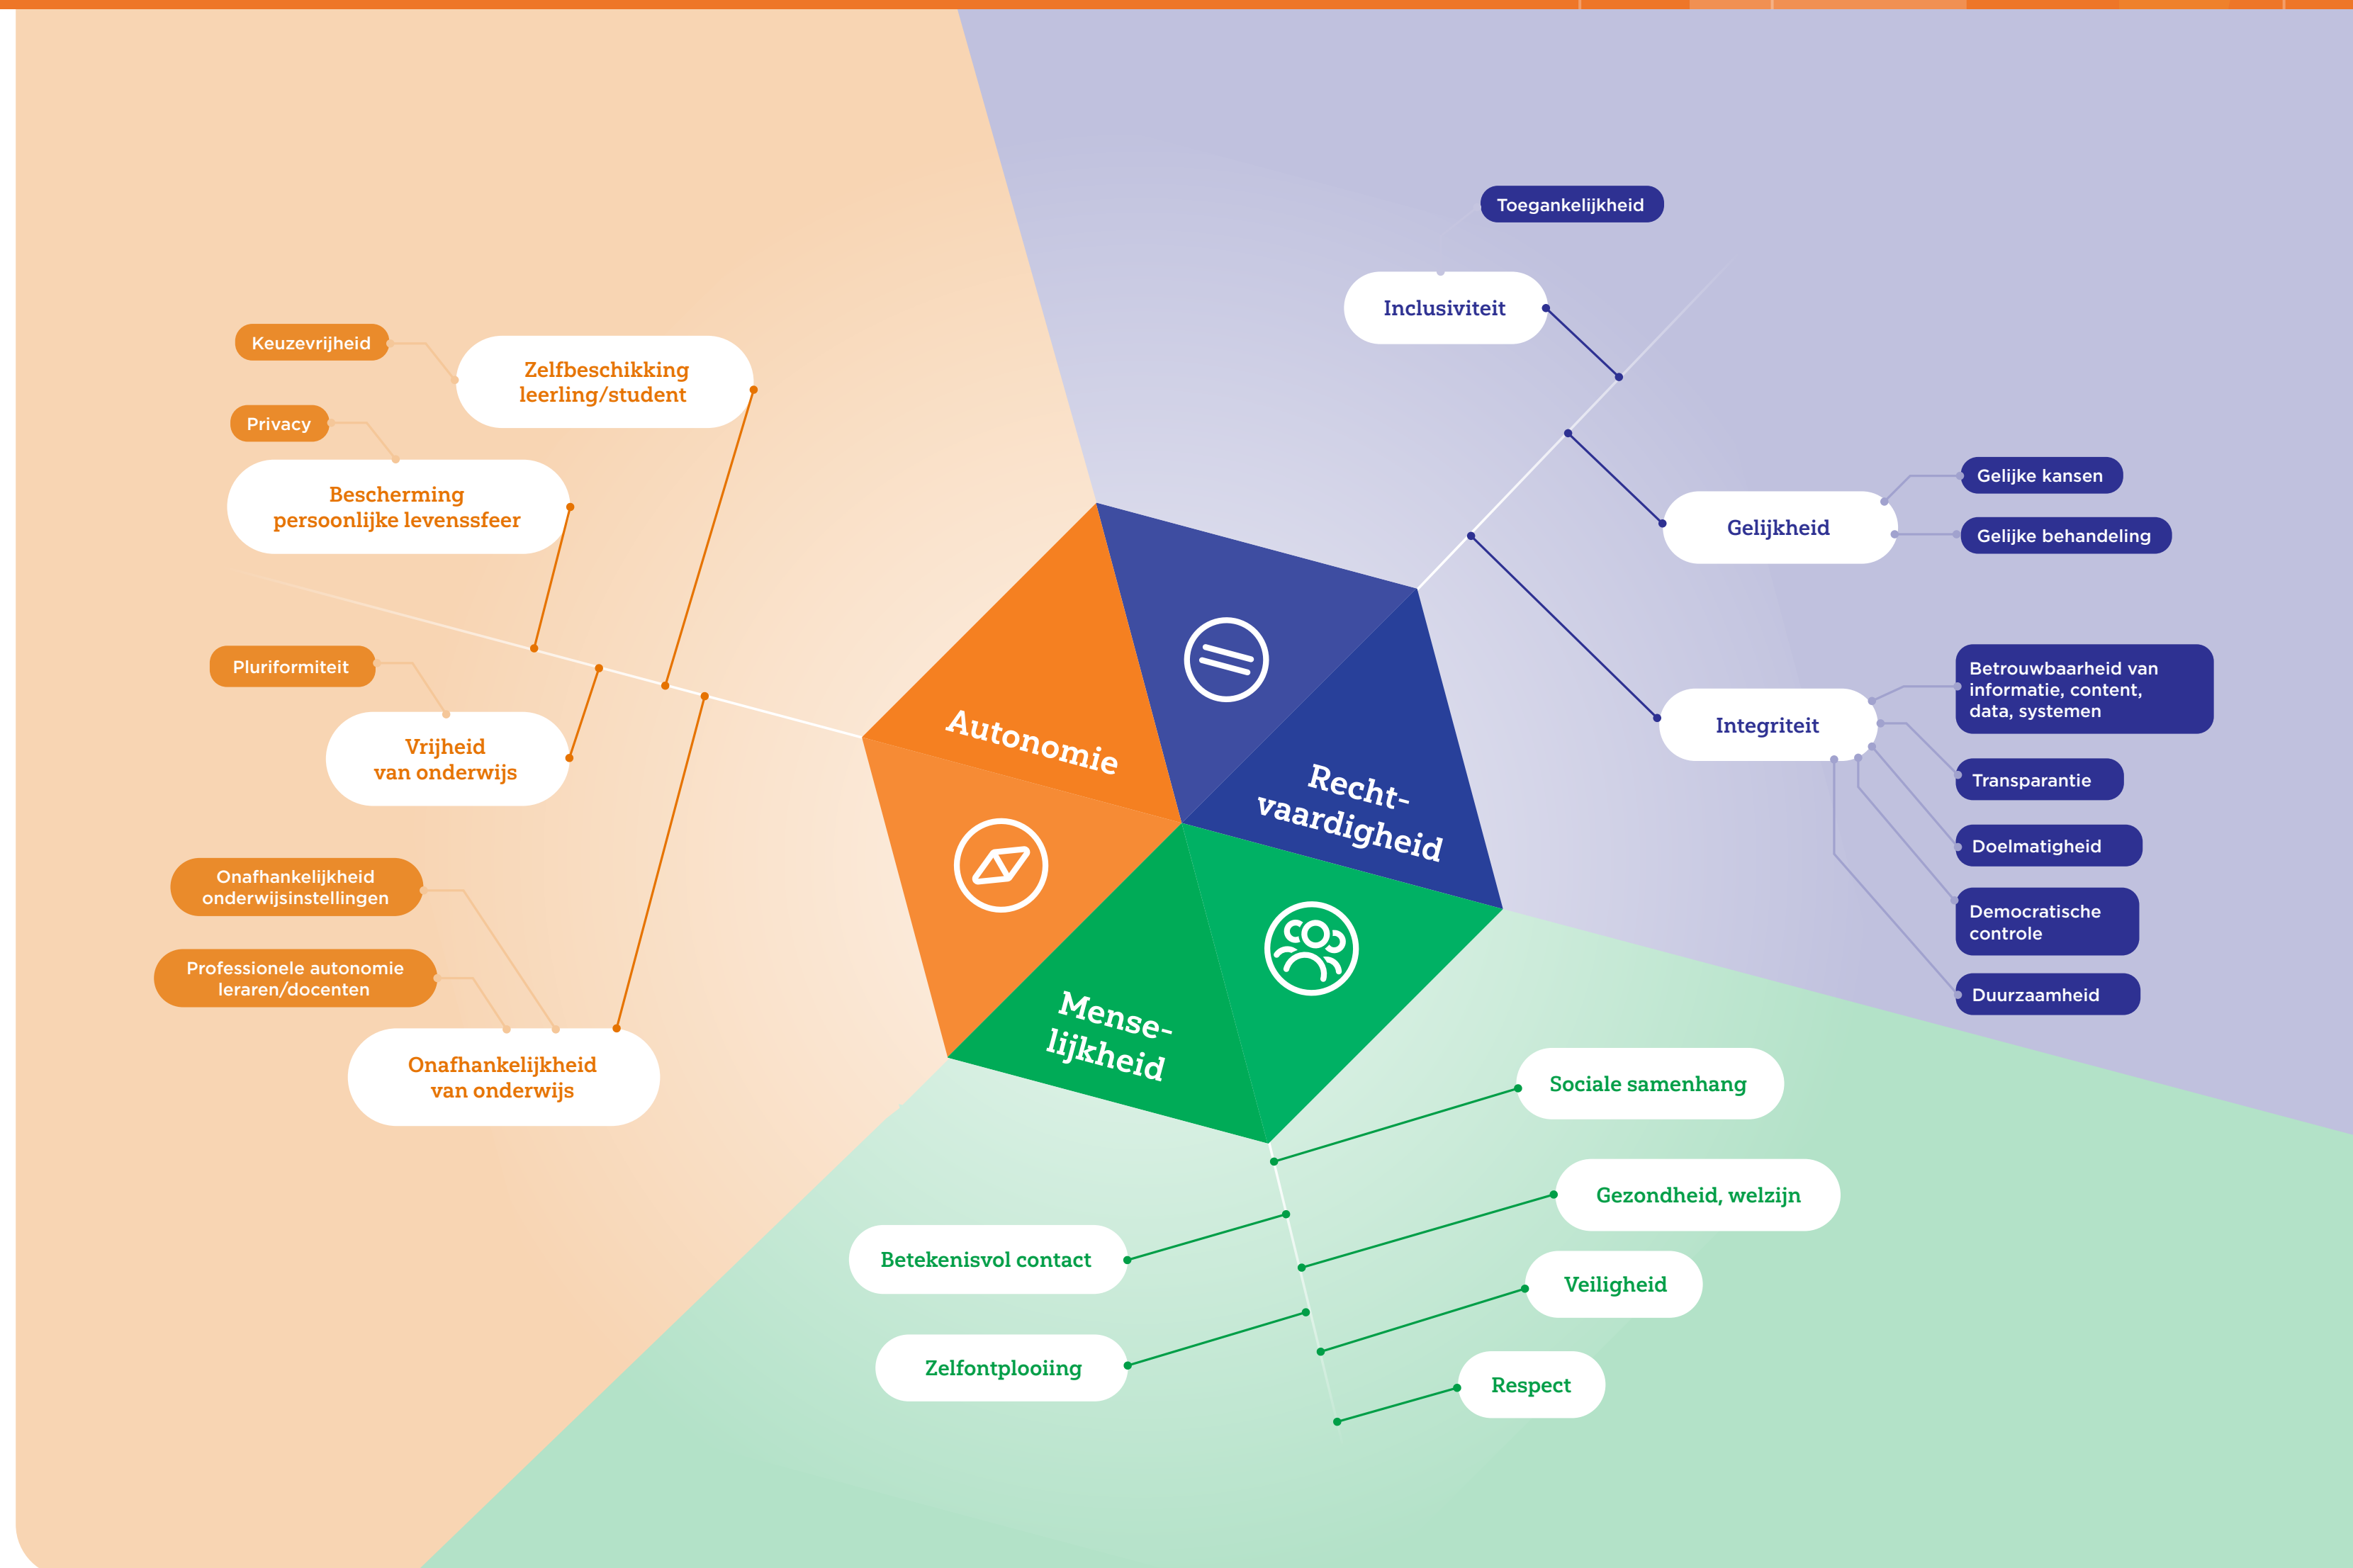 Keuzevrijheid
Zelfbeschikking
leerling/student
Privacy
Bescherming
persoonlijke levenssfeer
Pluriformiteit
Vrijheid
van onderwijs
Onafhankelijkheid
onderwijsinstellingen
Professionele autonomie
leraren/docenten
Onafhankelijkheid
van onderwijs
Autonomie
Recht-
vaardigheid
Mense-
lijkheid
Toegankelijkheid
Inclusiviteit
Gelijkheid
Gelijke kansen
Gelijke behandeling
Integriteit
Betrouwbaarheid van
informatie, content,
data, systemen
Transparantie
Doelmatigheid
Democratische
controle
Duurzaamheid
Sociale samenhang
Gezondheid, welzijn
Betekenisvol contact
Veiligheid
Zelfontplooiing
Respect